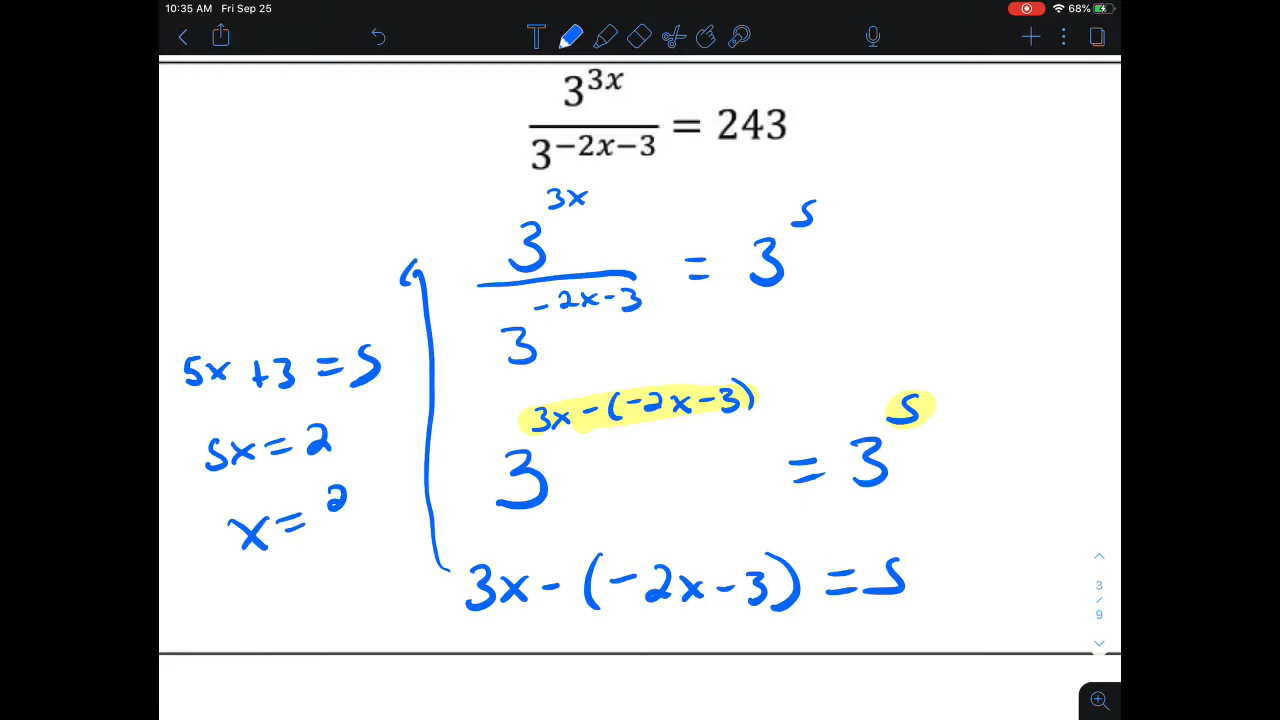 10:35 AM Fri Sep 25
68%
3^{3x}
3^{-2x-3}
= 243
3^{3x}
3^{-2x-3}
= 3^5
5x + 3 = 5
5x = 2
x = 2
3^{3x-(-2x-3)} = 3^5
3x - (-2x - 3) = 5
3
/
9